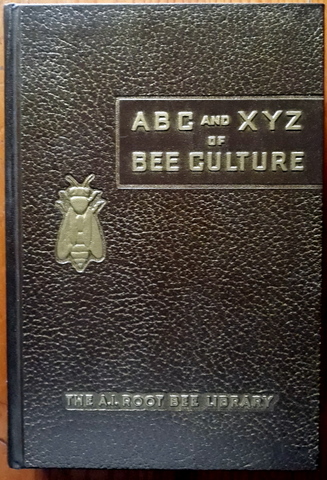 ABC AND XYZ
OF
BEE CULTURE
THE A.I. ROOT BEE LIBRARY